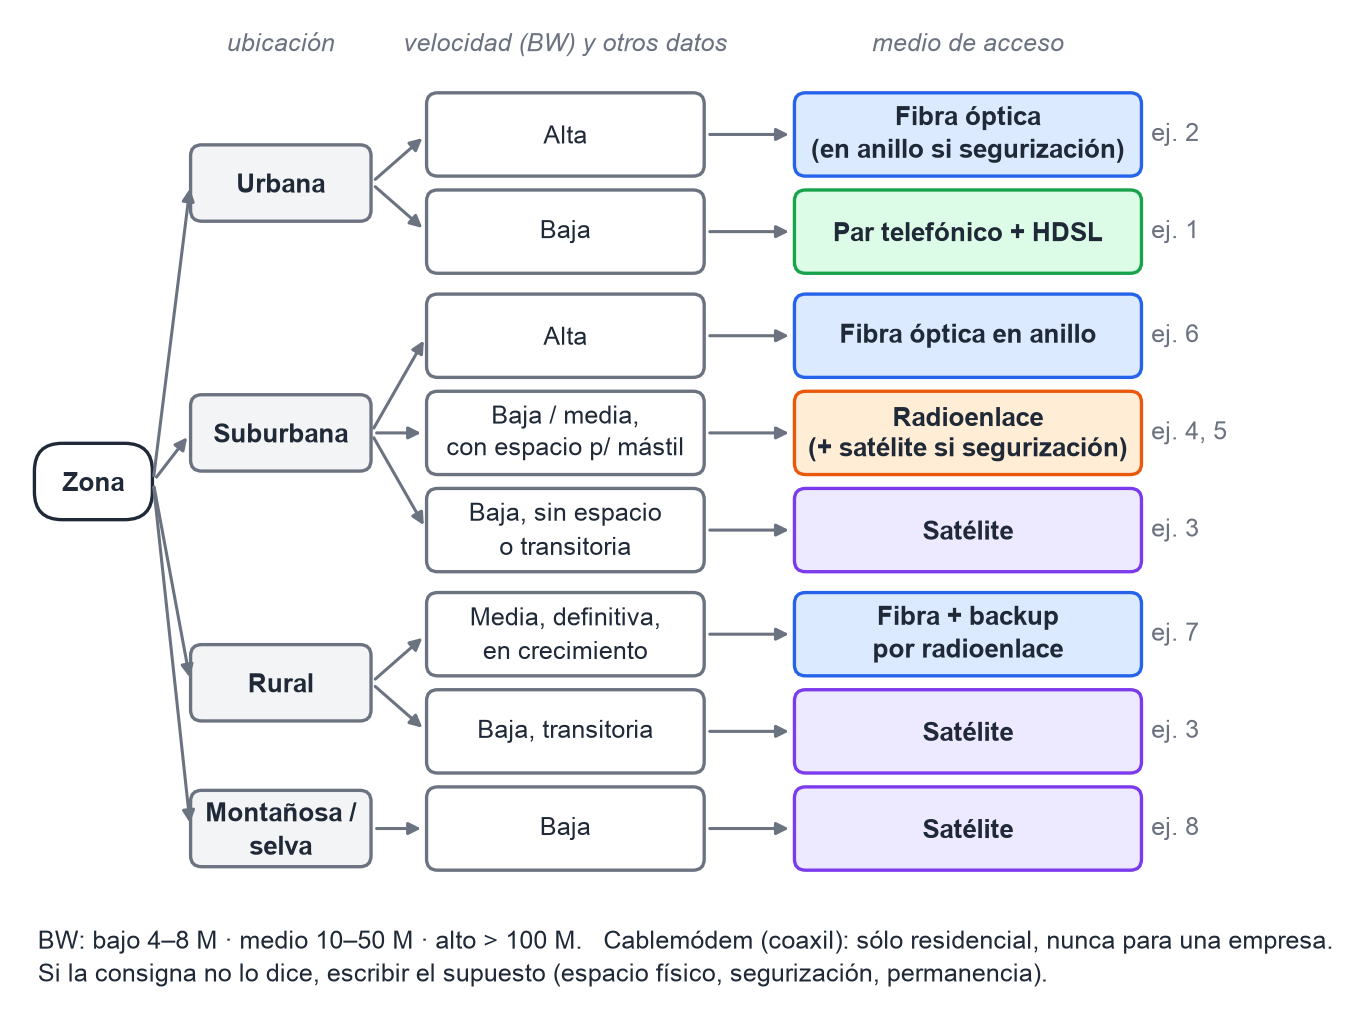 ubicación
velocidad (BW) y otros datos
medio de acceso
Zona
Urbana
Alta
Fibra óptica
(en anillo si segurización)
ej. 2
Baja
Par telefónico + HDSL
ej. 1
Suburbana
Alta
Fibra óptica en anillo
ej. 6
Baja / media,
con espacio p/ mástil
Radioenlace
(+ satélite si segurización)
ej. 4, 5
Baja, sin espacio
o transitoria
Satélite
ej. 3
Rural
Media, definitiva,
en crecimiento
Fibra + backup
por radioenlace
ej. 7
Baja, transitoria
Satélite
ej. 3
Montañosa /
selva
Baja
Satélite
ej. 8
BW: bajo 4–8 M · medio 10–50 M · alto > 100 M.   Cablemódem (coaxil): sólo residencial, nunca para una empresa.
Si la consigna no lo dice, escribir el supuesto (espacio físico, segurización, permanencia).